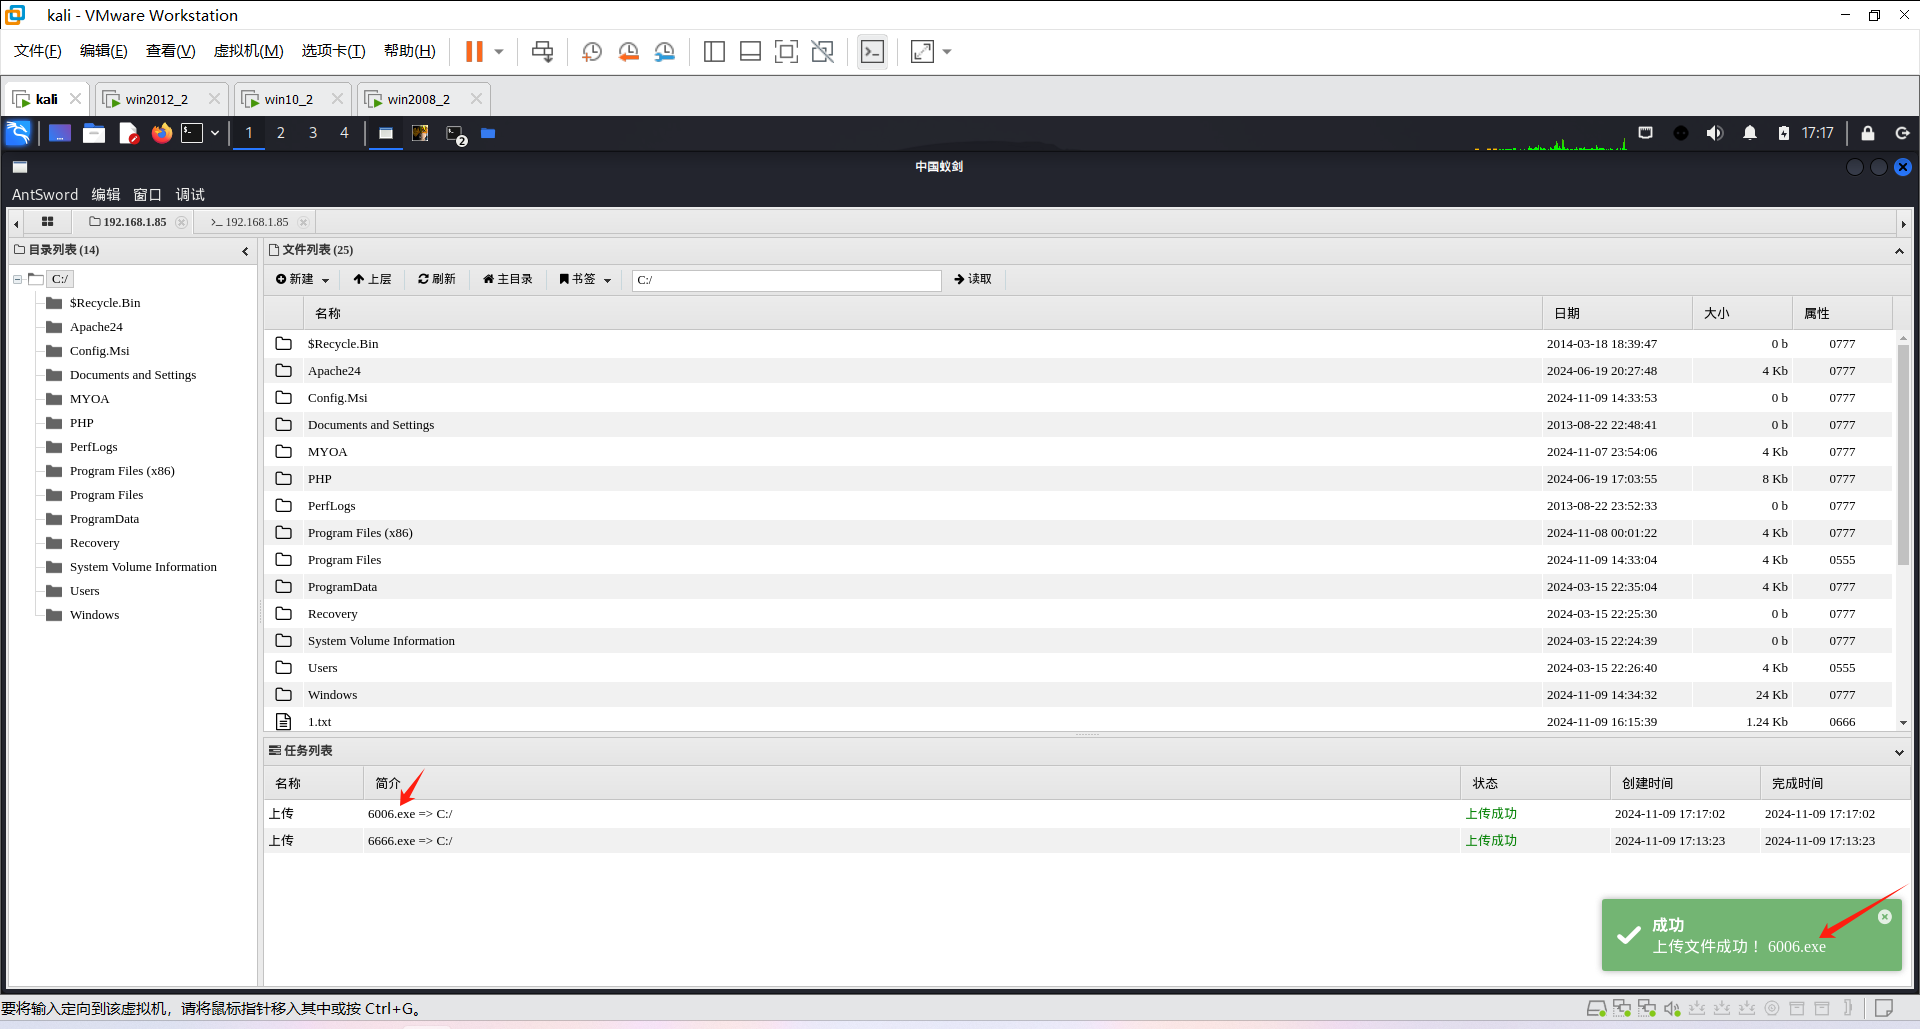 kali - VMware Workstation
文件(F) 编辑(E) 查看(V) 虚拟机(M) 选项卡(T) 帮助(H)
kali win2012_2 win10_2 win2008_2
1 2 3 4 2 17:17
中国蚁剑
AntSword 编辑 窗口 调试
192.168.1.85 192.168.1.85
目录列表 (14)
C:/
$Recycle.Bin
Apache24
Config.Msi
Documents and Settings
MYOA
PHP
PerfLogs
Program Files (x86)
Program Files
ProgramData
Recovery
System Volume Information
Users
Windows
文件列表 (25)
新建 上层 刷新 主目录 书签 C:/ 读取
名称 日期 大小 属性
$Recycle.Bin 2014-03-18 18:39:47 0 b 0777
Apache24 2024-06-19 20:27:48 4 Kb 0777
Config.Msi 2024-11-09 14:33:53 0 b 0777
Documents and Settings 2013-08-22 22:48:41 0 b 0777
MYOA 2024-11-07 23:54:06 4 Kb 0777
PHP 2024-06-19 17:03:55 8 Kb 0777
PerfLogs 2013-08-22 23:52:33 0 b 0777
Program Files (x86) 2024-11-08 00:01:22 4 Kb 0777
Program Files 2024-11-09 14:33:04 4 Kb 0555
ProgramData 2024-03-15 22:35:04 4 Kb 0777
Recovery 2024-03-15 22:25:30 0 b 0777
System Volume Information 2024-03-15 22:24:39 0 b 0777
Users 2024-03-15 22:26:40 4 Kb 0555
Windows 2024-11-09 14:34:32 24 Kb 0777
1.txt 2024-11-09 16:15:39 1.24 Kb 0666
任务列表
名称 简介 状态 创建时间 完成时间
上传 6006.exe => C:/ 上传成功 2024-11-09 17:17:02 2024-11-09 17:17:02
上传 6666.exe => C:/ 上传成功 2024-11-09 17:13:23 2024-11-09 17:13:23
成功
上传文件成功！ 6006.exe
要将输入定向到该虚拟机，请将鼠标指针移入其中或按 Ctrl+G。